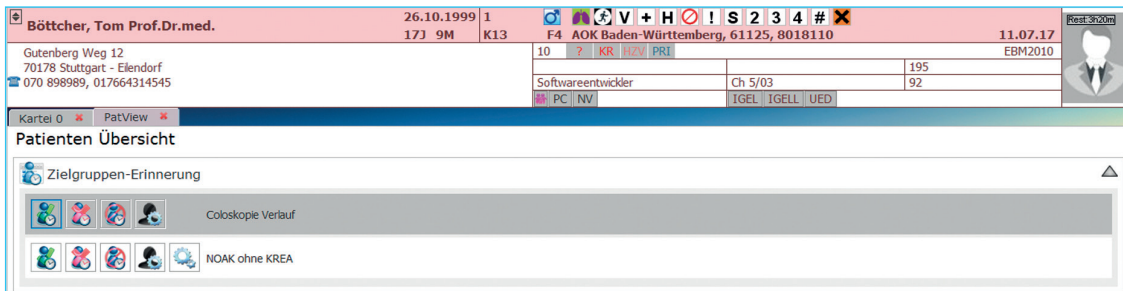 Böttcher, Tom Prof.Dr.med.
26.10.1999 1
17J 9M K13
V + H ! S 2 3 4 # X
F4 AOK Baden-Württemberg, 61125, 8018110
11.07.17
Rest:3h20m
Gutenberg Weg 12
70178 Stuttgart - Eilendorf
070 898989, 017664314545
10 ? KR HZV PRI EBM2010
195
Softwareentwickler Ch 5/03 92
PC NV IGEL IGELL UED
Kartei 0 PatView
Patienten Übersicht
Zielgruppen-Erinnerung
Coloskopie Verlauf
NOAK ohne KREA